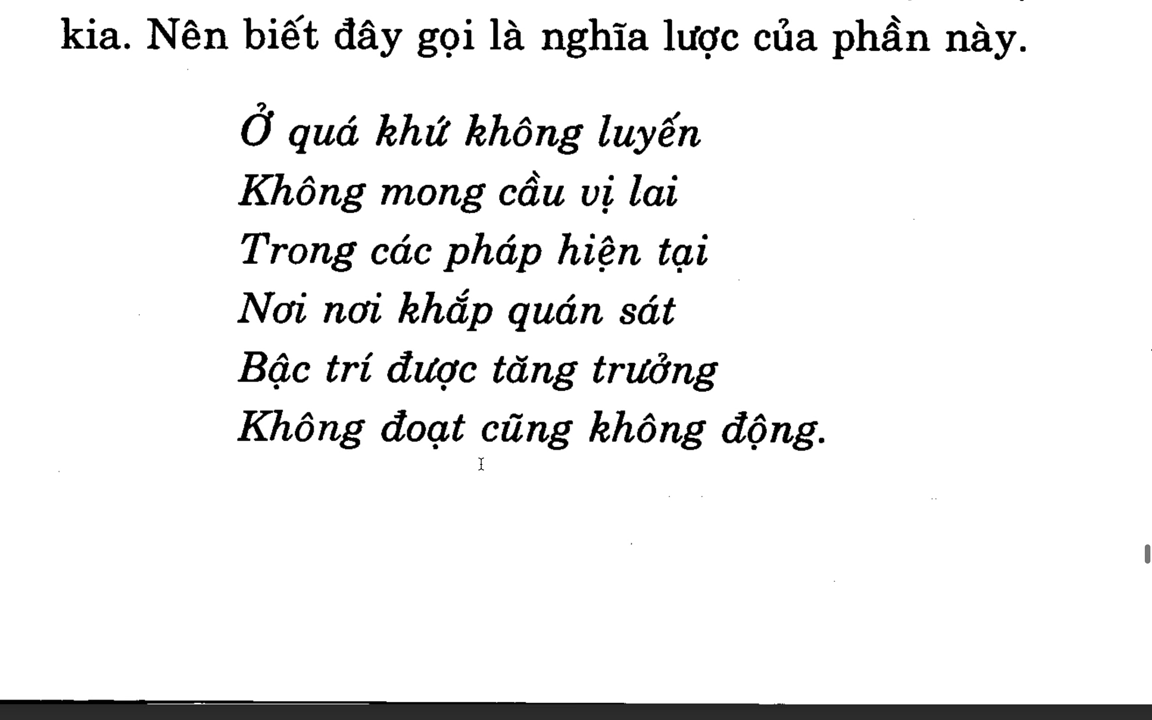 kia. Nên biết đây gọi là nghĩa lược của phần này.
Ở quá khứ không luyến
Không mong cầu vị lai
Trong các pháp hiện tại
Nơi nơi khắp quán sát
Bậc trí được tăng trưởng
Không đoạt cũng không động.